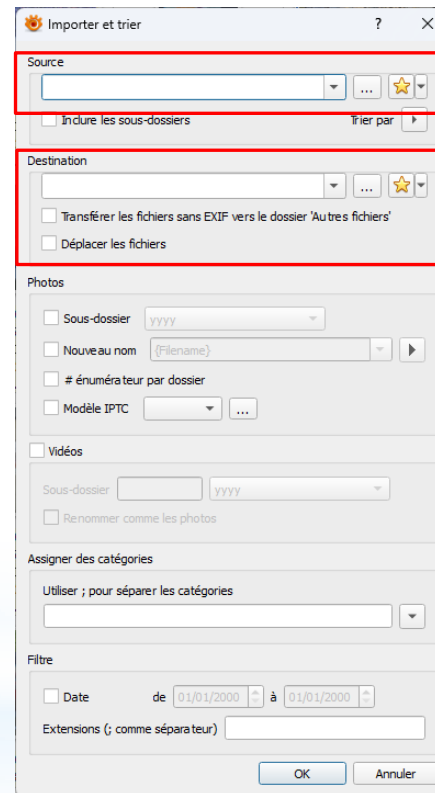 Importer et trier ?
Source
...
Inclure les sous-dossiers Trier par
Destination
...
Transférer les fichiers sans EXIF vers le dossier 'Autres fichiers'
Déplacer les fichiers
Photos
Sous-dossier yyyy
Nouveau nom {Filename}
# énumérateur par dossier
Modèle IPTC ...
Vidéos
Sous-dossier yyyy
Renommer comme les photos
Assigner des catégories
Utiliser ; pour séparer les catégories
Filtre
Date de 01/01/2000 à 01/01/2000
Extensions (; comme séparateur)
OK Annuler